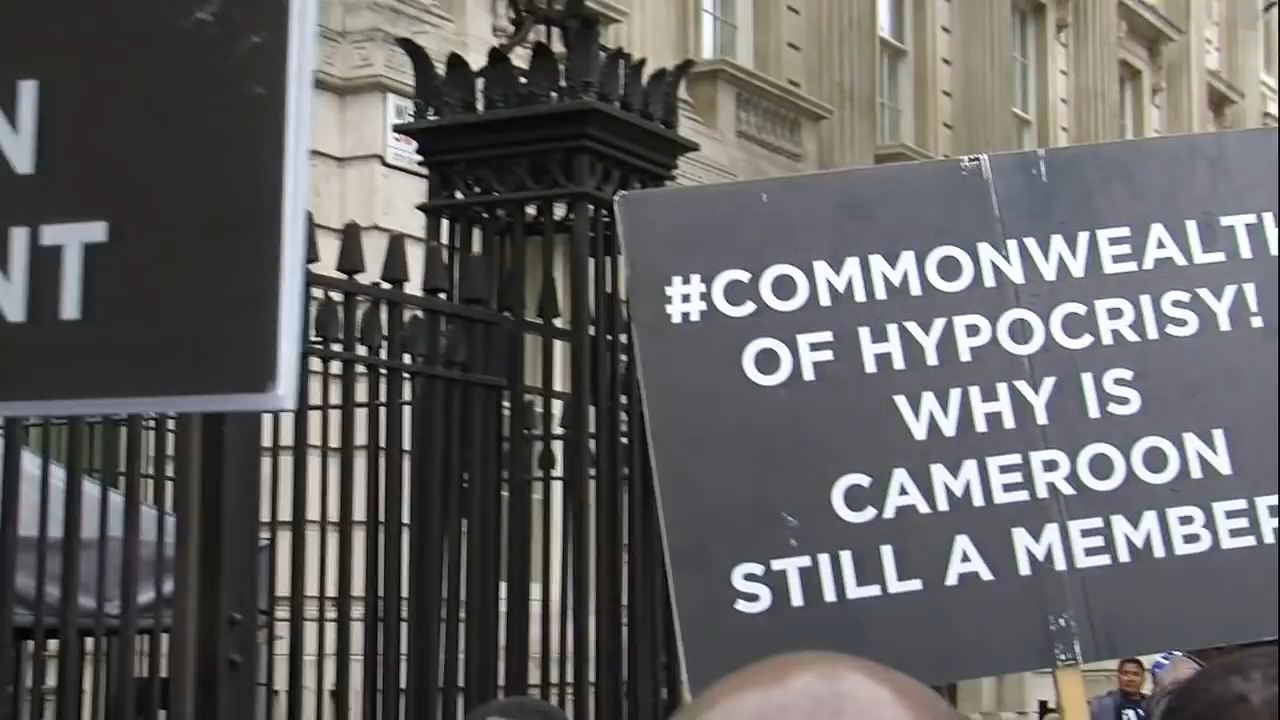 N
NT
#COMMONWEALTH
OF HYPOCRISY!
WHY IS
CAMEROON
STILL A MEMBER